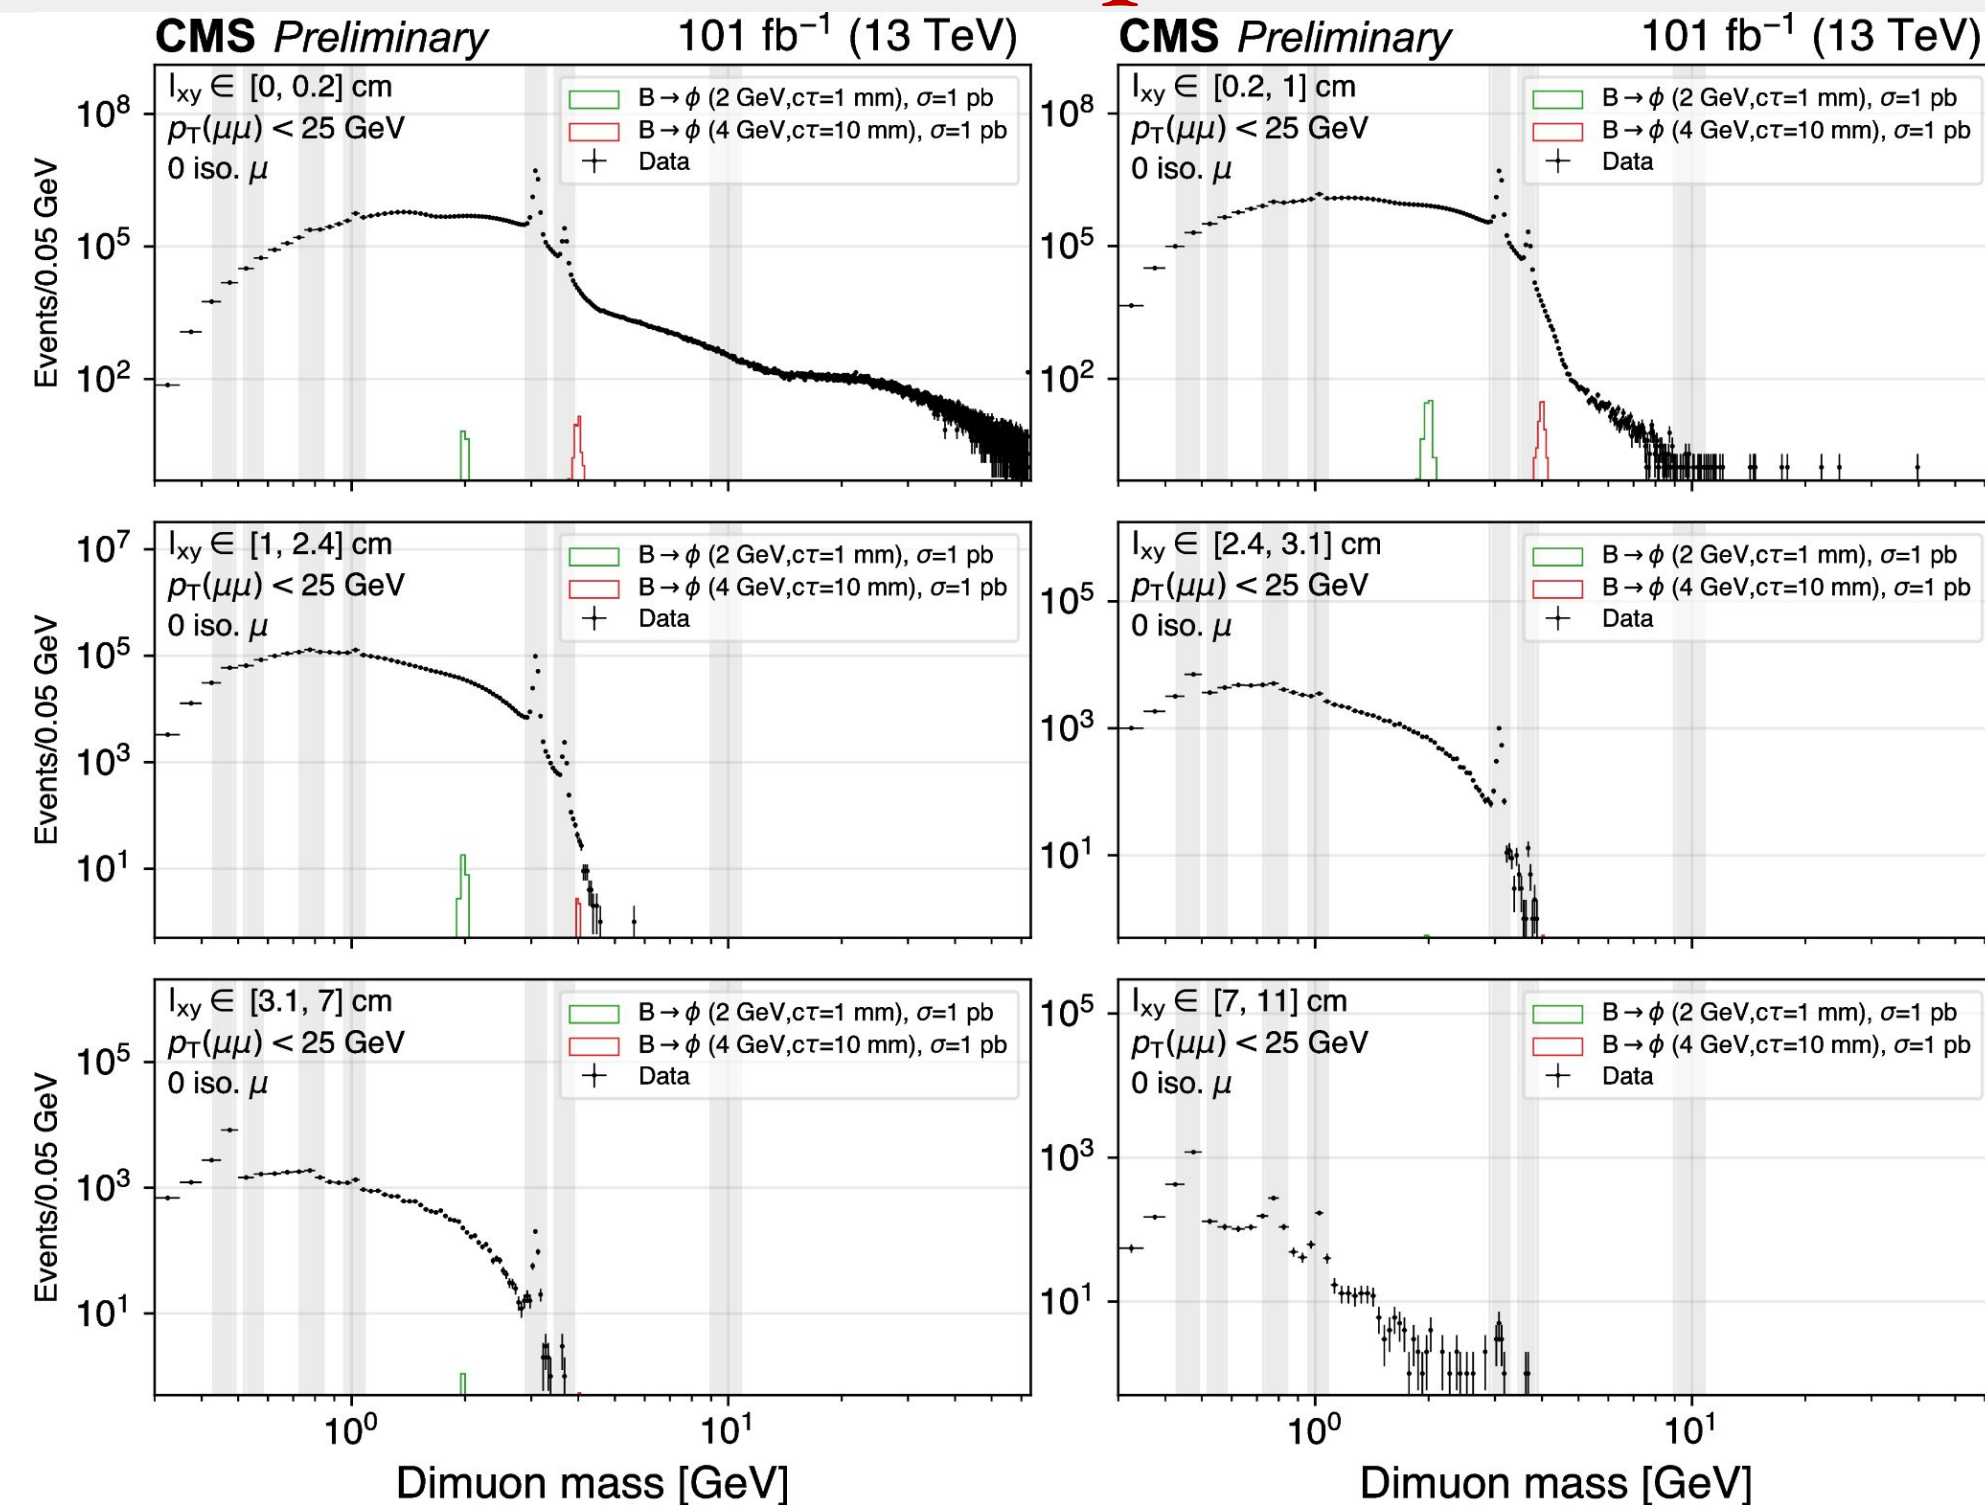 CMS Preliminary 101 fb⁻¹ (13 TeV)
l_xy ∈ [0, 0.2] cm
p_T(μμ) < 25 GeV
0 iso. μ
B→ϕ (2 GeV,cτ=1 mm), σ=1 pb
B→ϕ (4 GeV,cτ=10 mm), σ=1 pb
Data
10⁸
10⁵
10²
Events/0.05 GeV
CMS Preliminary 101 fb⁻¹ (13 TeV)
l_xy ∈ [0.2, 1] cm
p_T(μμ) < 25 GeV
0 iso. μ
B→ϕ (2 GeV,cτ=1 mm), σ=1 pb
B→ϕ (4 GeV,cτ=10 mm), σ=1 pb
Data
10⁸
10⁵
10²
l_xy ∈ [1, 2.4] cm
p_T(μμ) < 25 GeV
0 iso. μ
B→ϕ (2 GeV,cτ=1 mm), σ=1 pb
B→ϕ (4 GeV,cτ=10 mm), σ=1 pb
Data
10⁷
10⁵
10³
10¹
Events/0.05 GeV
l_xy ∈ [2.4, 3.1] cm
p_T(μμ) < 25 GeV
0 iso. μ
B→ϕ (2 GeV,cτ=1 mm), σ=1 pb
B→ϕ (4 GeV,cτ=10 mm), σ=1 pb
Data
10⁵
10³
10¹
l_xy ∈ [3.1, 7] cm
p_T(μμ) < 25 GeV
0 iso. μ
B→ϕ (2 GeV,cτ=1 mm), σ=1 pb
B→ϕ (4 GeV,cτ=10 mm), σ=1 pb
Data
10⁵
10³
10¹
Events/0.05 GeV
10⁰ 10¹
Dimuon mass [GeV]
l_xy ∈ [7, 11] cm
p_T(μμ) < 25 GeV
0 iso. μ
B→ϕ (2 GeV,cτ=1 mm), σ=1 pb
B→ϕ (4 GeV,cτ=10 mm), σ=1 pb
Data
10⁵
10³
10¹
10⁰ 10¹
Dimuon mass [GeV]